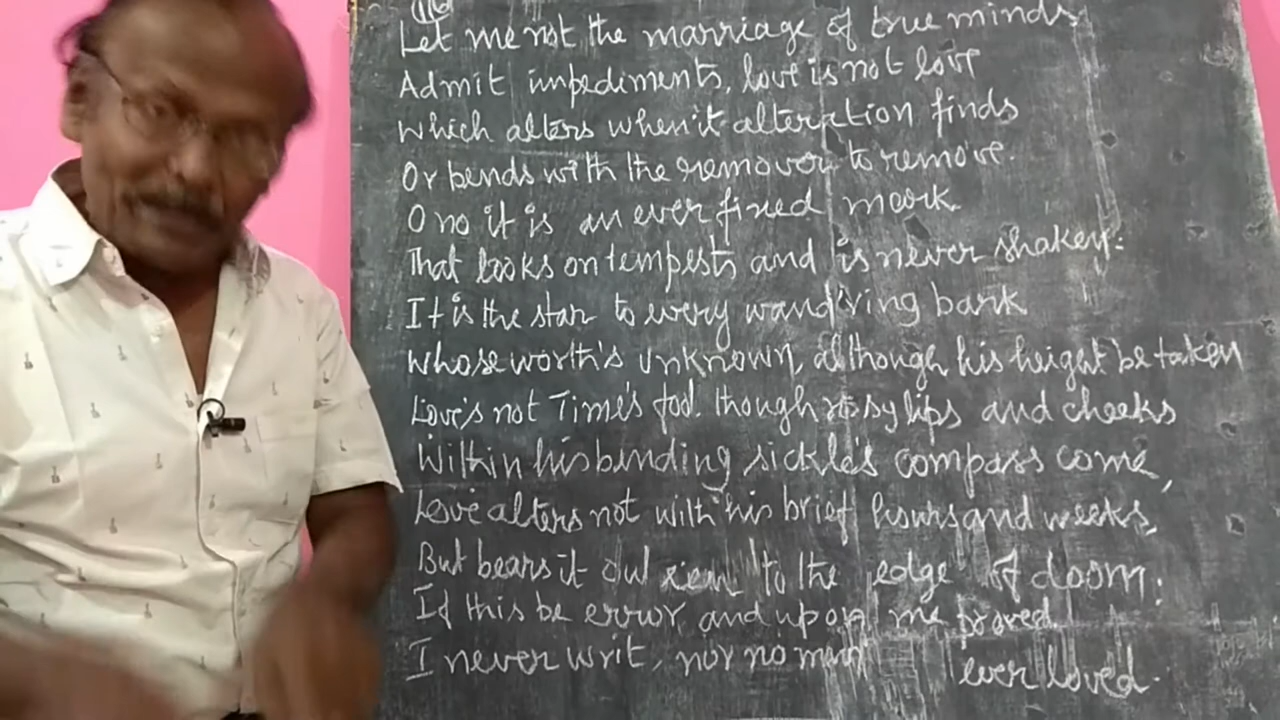 116
Let me not the marriage of true minds
Admit impediments, love is not love
Which alters when it alteration finds
Or bends with the remover to remove.
O no it is an ever fixed mark.
That looks on tempests and is never shaken:
It is the star to every wandering bark
Whose worth's unknown, although his height be taken
Love's not Time's fool. though rosy lips and cheeks
Within his bending sickle's compass come,
Love alters not with his brief hours and weeks,
But bears it out even to the edge of doom:
If this be error and upon me proved
I never writ, nor no man ever loved.